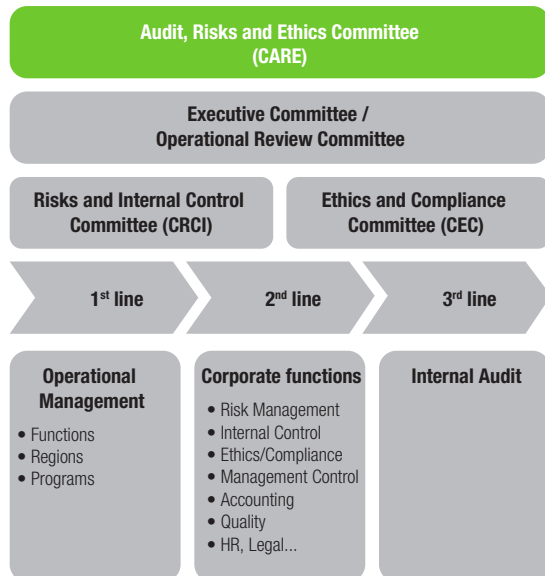 Audit, Risks and Ethics Committee
(CARE)
Executive Committee /
Operational Review Committee
Risks and Internal Control
Committee (CRCI)
Ethics and Compliance
Committee (CEC)
1st line
2nd line
3rd line
Operational
Management
• Functions
• Regions
• Programs
Corporate functions
• Risk Management
• Internal Control
• Ethics/Compliance
• Management Control
• Accounting
• Quality
• HR, Legal...
Internal Audit